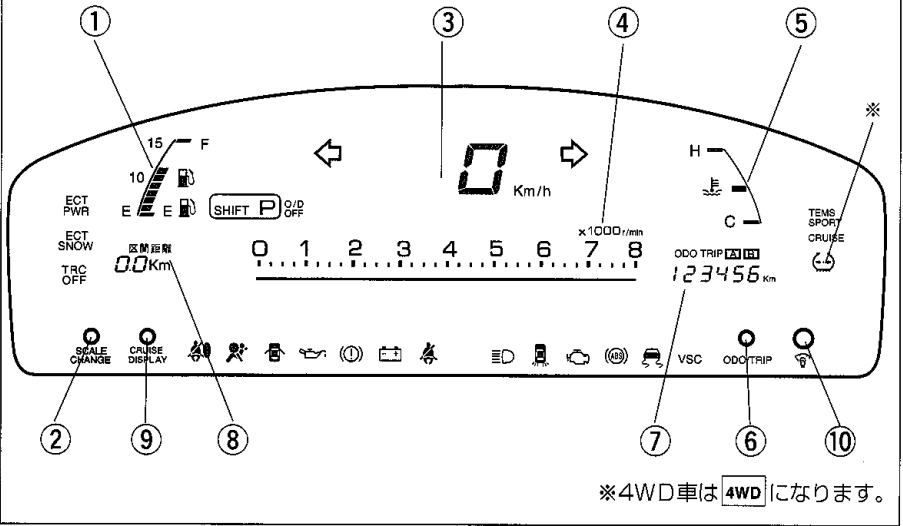 ① ③ ④ ⑤
※
15 F
10
E E
SHIFT P O/D OFF
ECT PWR
ECT SNOW
TRC OFF
区間距離
0.0Km
0 Km/h
×1000r/min
0 1 2 3 4 5 6 7 8
H
C
TEMS SPORT
CRUISE
ODO TRIP A B
123456 Km
SCALE CHANGE
CRUISE DISPLAY
ABS
VSC
ODO/TRIP
② ⑨ ⑧ ⑦ ⑥ ⑩
※4WD車は4WDになります。